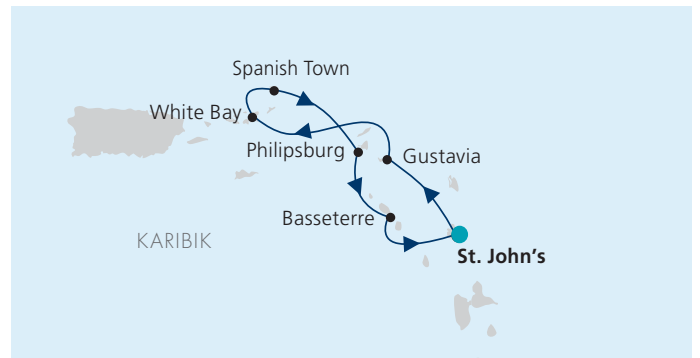 Spanish Town
White Bay
Philipsburg
Gustavia
Basseterre
KARIBIK
St. John's